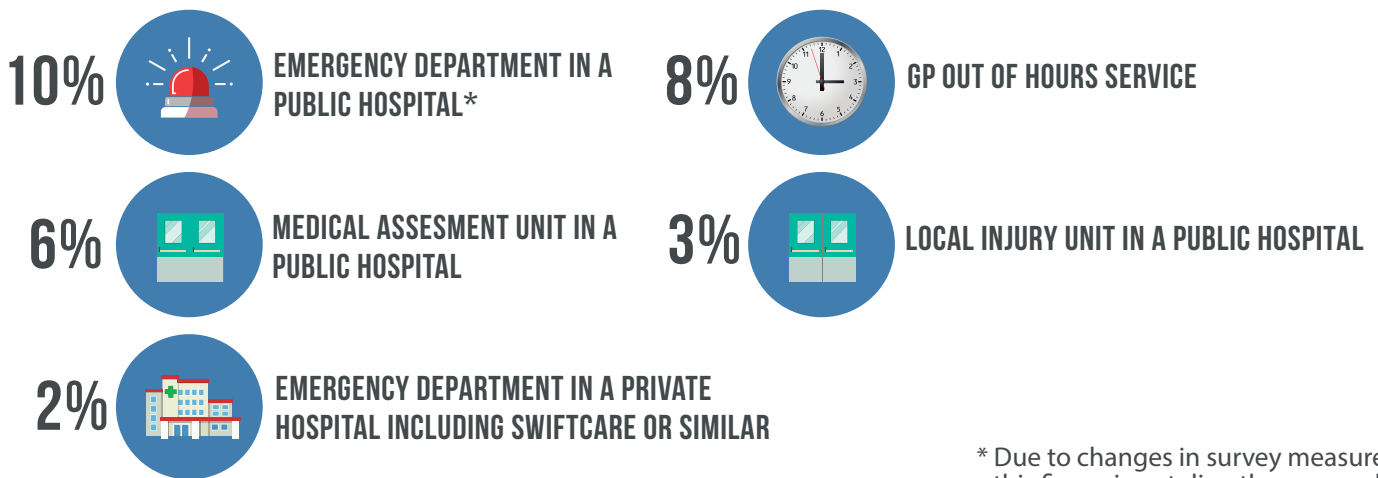 10%
EMERGENCY DEPARTMENT IN A
PUBLIC HOSPITAL*
8%
GP OUT OF HOURS SERVICE
6%
MEDICAL ASSESMENT UNIT IN A
PUBLIC HOSPITAL
3%
LOCAL INJURY UNIT IN A PUBLIC HOSPITAL
2%
EMERGENCY DEPARTMENT IN A PRIVATE
HOSPITAL INCLUDING SWIFTCARE OR SIMILAR
* Due to changes in survey measure